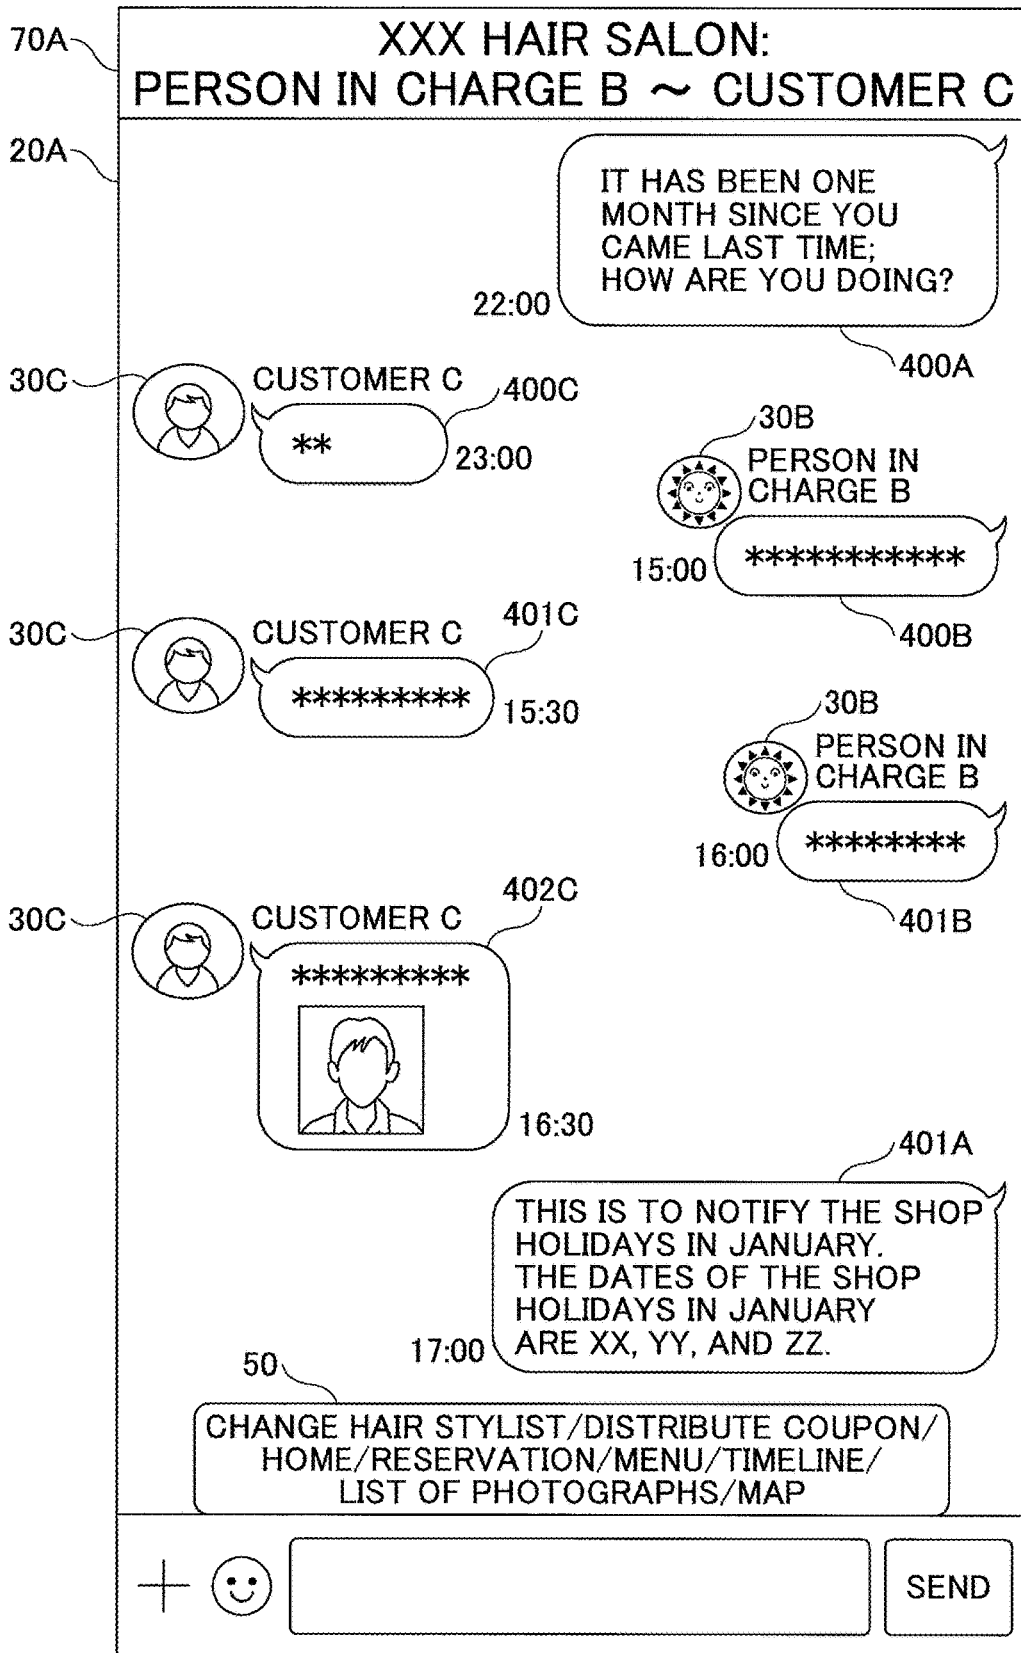 70A
XXX HAIR SALON:
PERSON IN CHARGE B ～ CUSTOMER C
20A
IT HAS BEEN ONE
MONTH SINCE YOU
CAME LAST TIME;
HOW ARE YOU DOING?
22:00
400A
30C
CUSTOMER C
400C
**
23:00
30B
PERSON IN
CHARGE B
***********
15:00
400B
30C
CUSTOMER C
401C
*********
15:30
30B
PERSON IN
CHARGE B
********
16:00
401B
30C
CUSTOMER C
402C
*********
16:30
401A
THIS IS TO NOTIFY THE SHOP
HOLIDAYS IN JANUARY.
THE DATES OF THE SHOP
HOLIDAYS IN JANUARY
ARE XX, YY, AND ZZ.
17:00
50
CHANGE HAIR STYLIST/DISTRIBUTE COUPON/
HOME/RESERVATION/MENU/TIMELINE/
LIST OF PHOTOGRAPHS/MAP
SEND